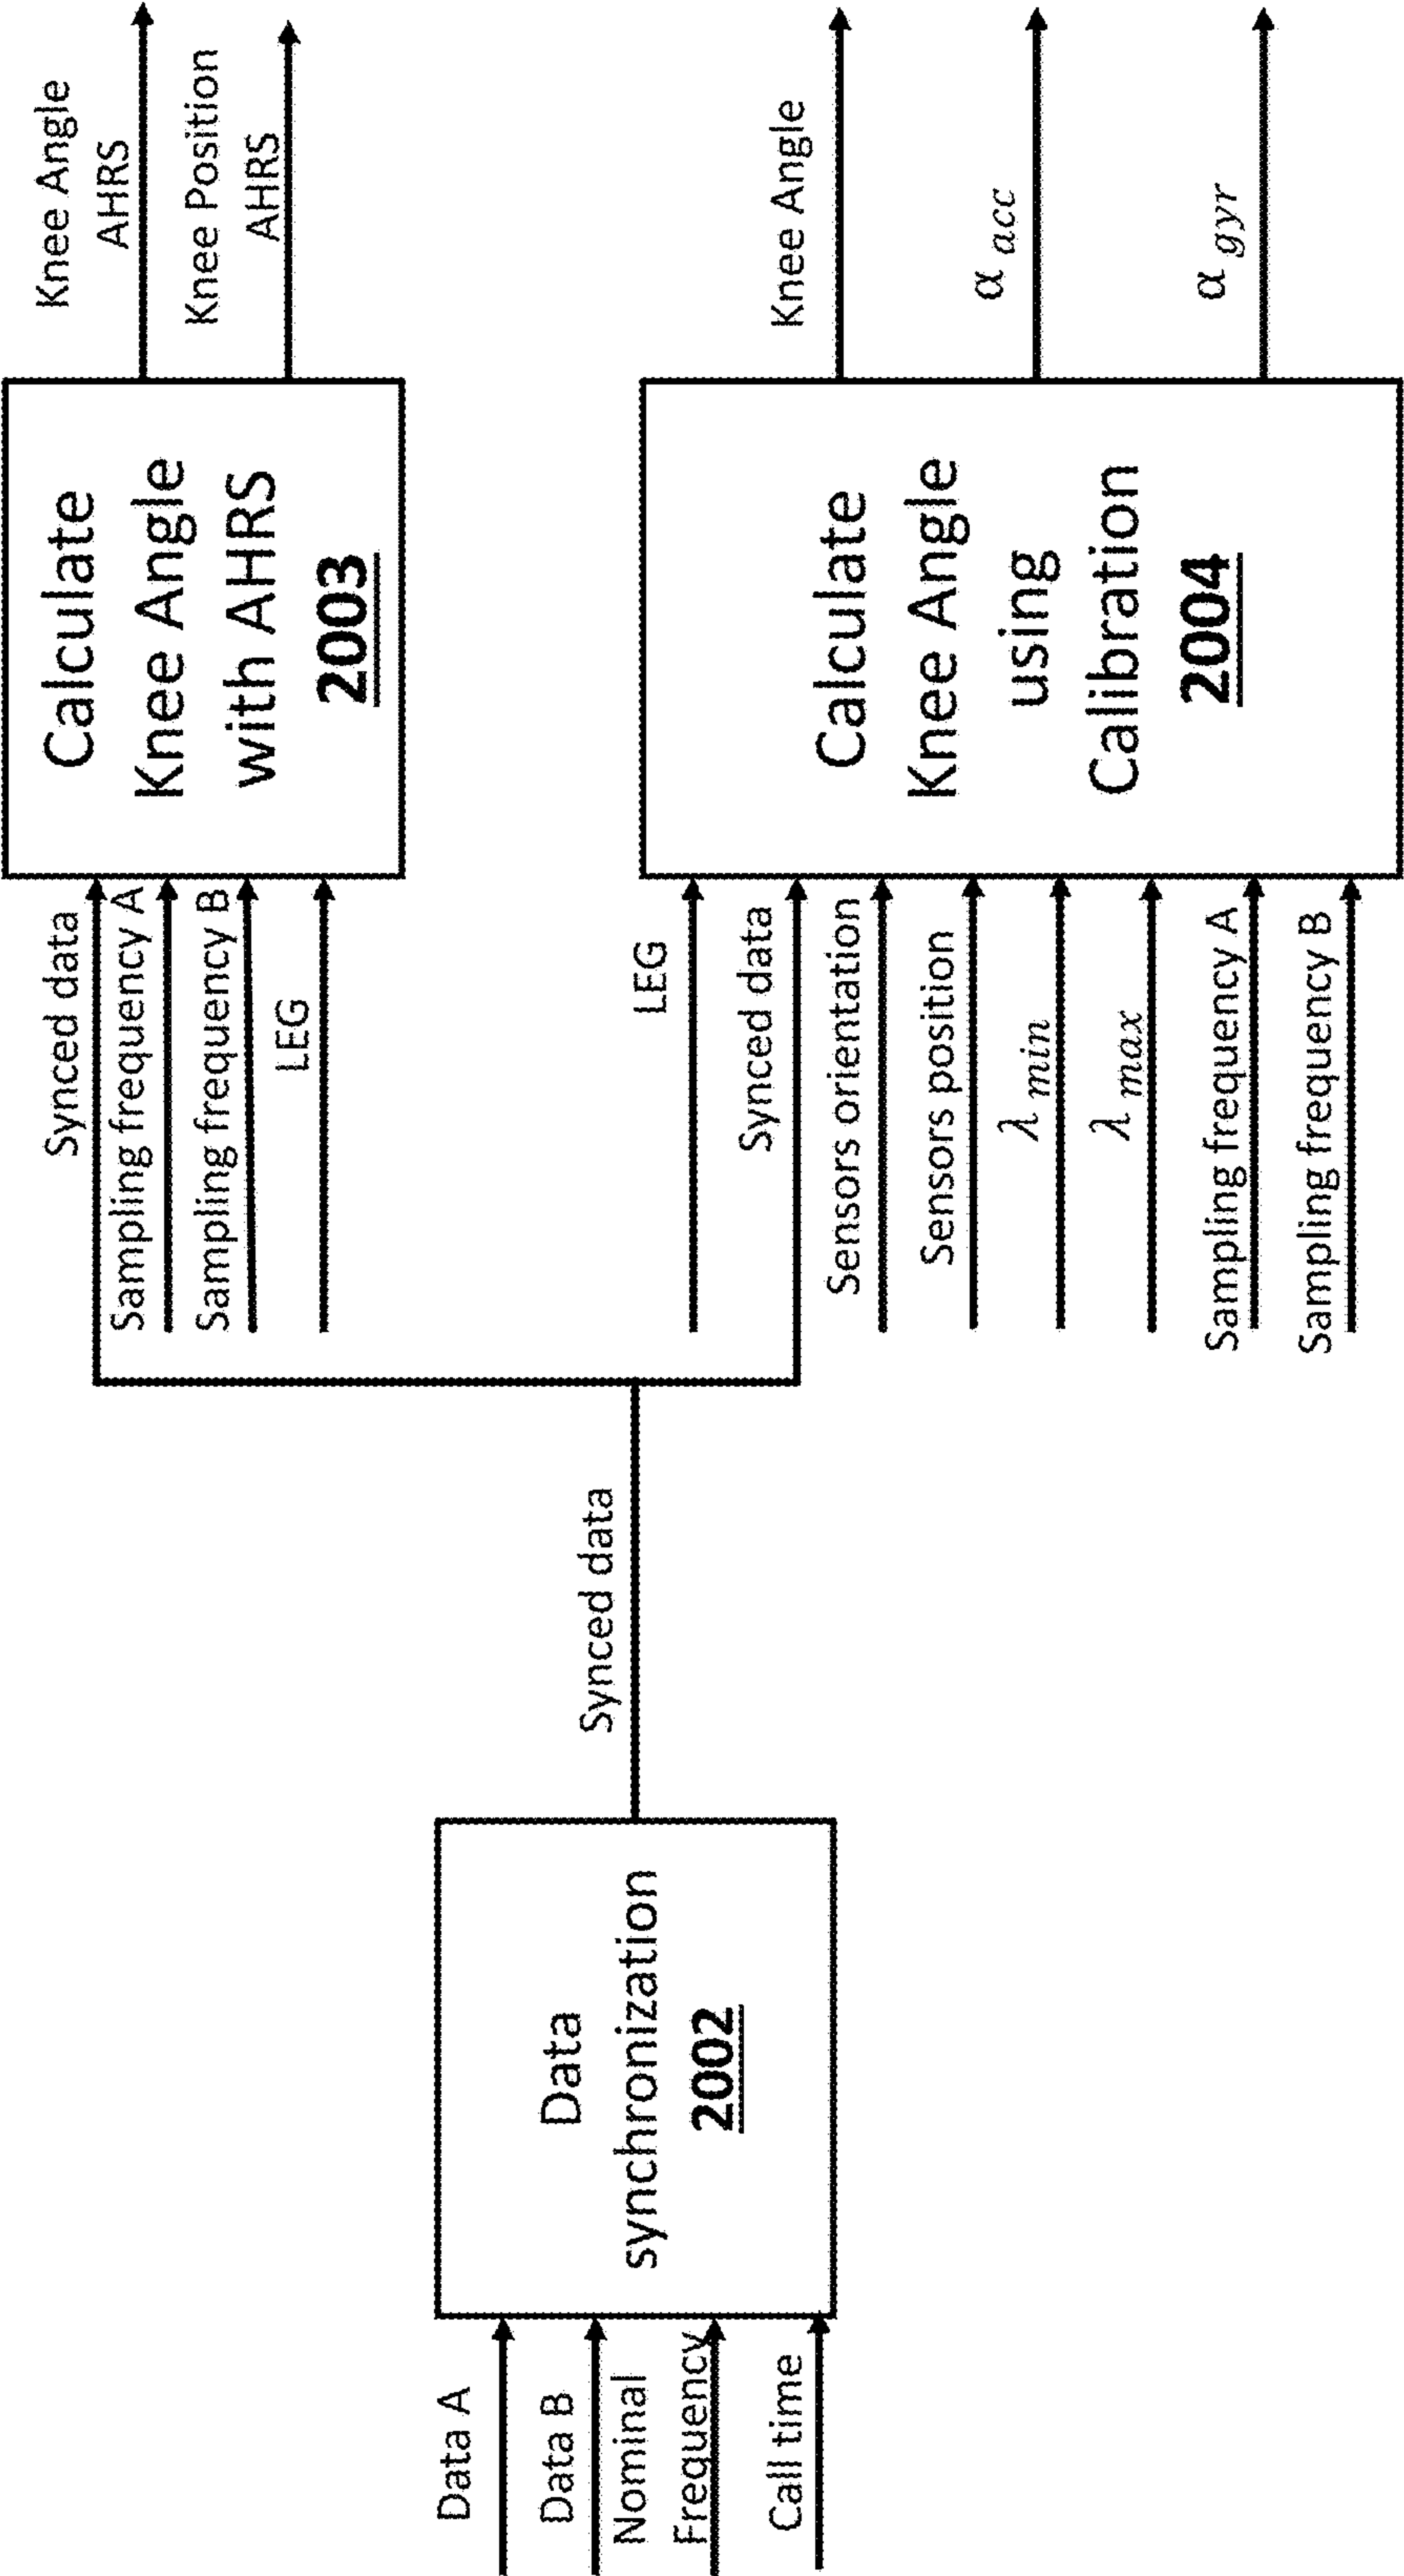 Data A
Data B
Nominal
Frequency
Call time
Data
synchronization
2002
Synced data
Synced data
Sampling frequency A
Sampling frequency B
LEG
Calculate
Knee Angle
with AHRS
2003
Knee Angle
AHRS
Knee Position
AHRS
LEG
Synced data
Sensors orientation
Sensors position
λ min
λ max
Sampling frequency A
Sampling frequency B
Calculate
Knee Angle
using
Calibration
2004
Knee Angle
α acc
α gyr